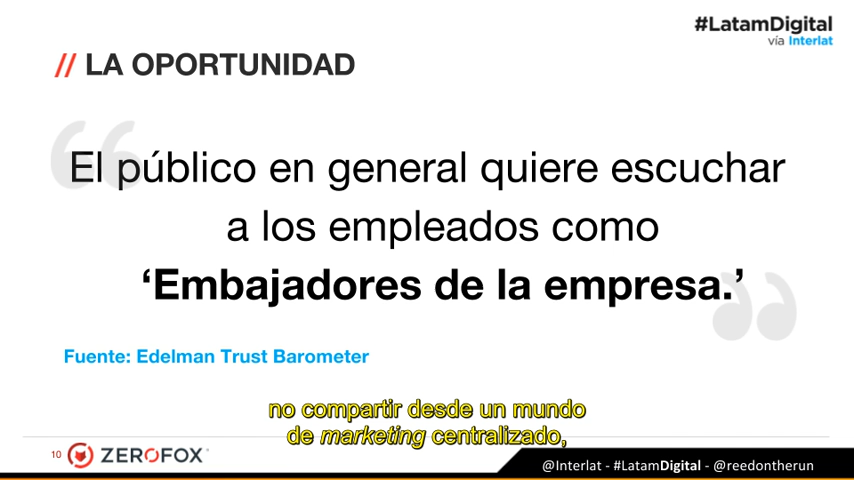 #LatamDigital
vía Interlat
// LA OPORTUNIDAD
“
El público en general quiere escuchar
a los empleados como
‘Embajadores de la empresa.’
”
Fuente: Edelman Trust Barometer
no compartir desde un mundo
de marketing centralizado,
10 ZEROFOX
@Interlat - #LatamDigital - @reedontherun